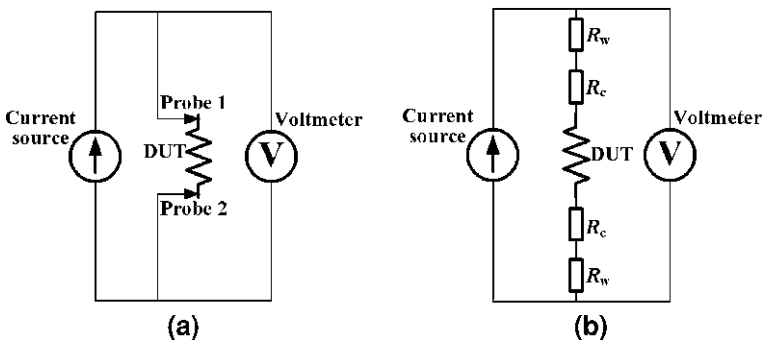 Probe 1
Current
source
DUT
Voltmeter
V
Probe 2
(a)
Rw
Rc
Current
source
DUT
Voltmeter
V
Rc
Rw
(b)